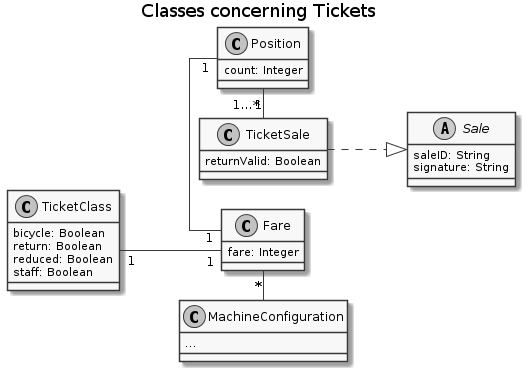 Classes concerning Tickets
C Position
count: Integer
1
1...*
1
C TicketSale
returnValid: Boolean
A Sale
saleID: String
signature: String
C TicketClass
bicycle: Boolean
return: Boolean
reduced: Boolean
staff: Boolean
1
1
1
C Fare
fare: Integer
*
C MachineConfiguration
...